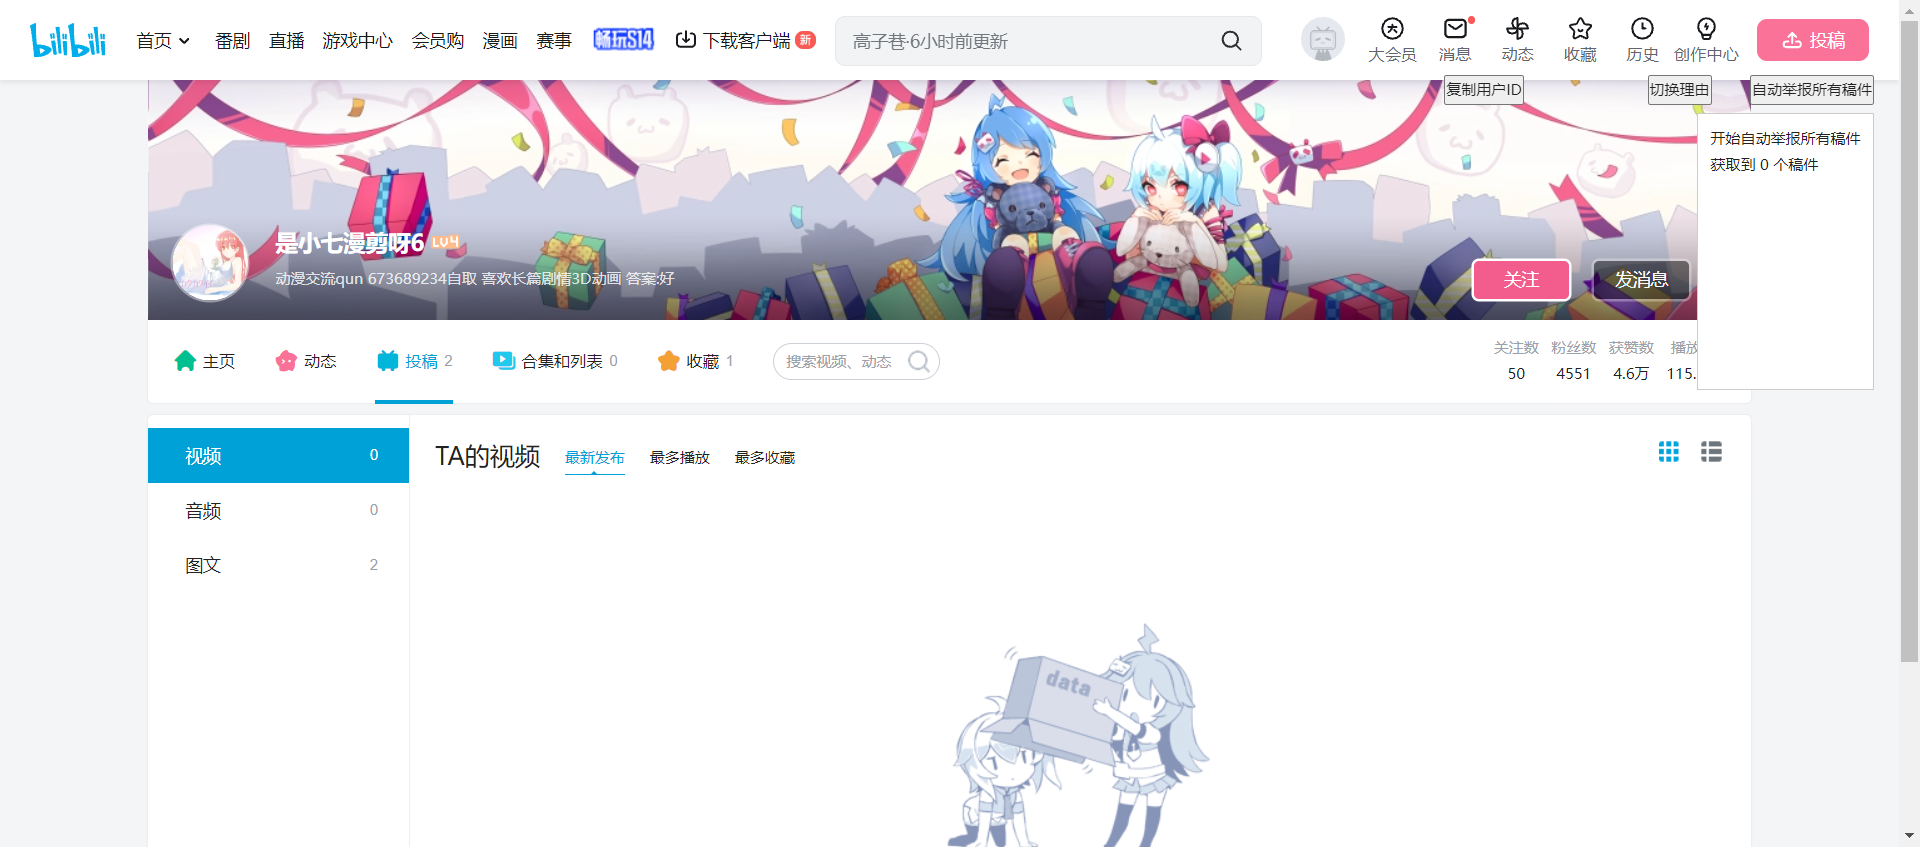 bilibili 首页 番剧 直播 游戏中心 会员购 漫画 赛事 畅玩S14 下载客户端 新 高子巷·6小时前更新 大会员 消息 动态 收藏 历史 创作中心 投稿
复制用户ID 切换理由 自动举报所有稿件
开始自动举报所有稿件
获取到 0 个稿件
是小七漫剪呀6 LV4
动漫交流qun 673689234自取 喜欢长篇剧情3D动画 答案:好
关注 发消息
主页 动态 投稿 2 合集和列表 0 收藏 1 搜索视频、动态
关注数 粉丝数 获赞数 播放
50 4551 4.6万 115.
视频 0
音频 0
图文 2
TA的视频 最新发布 最多播放 最多收藏
data